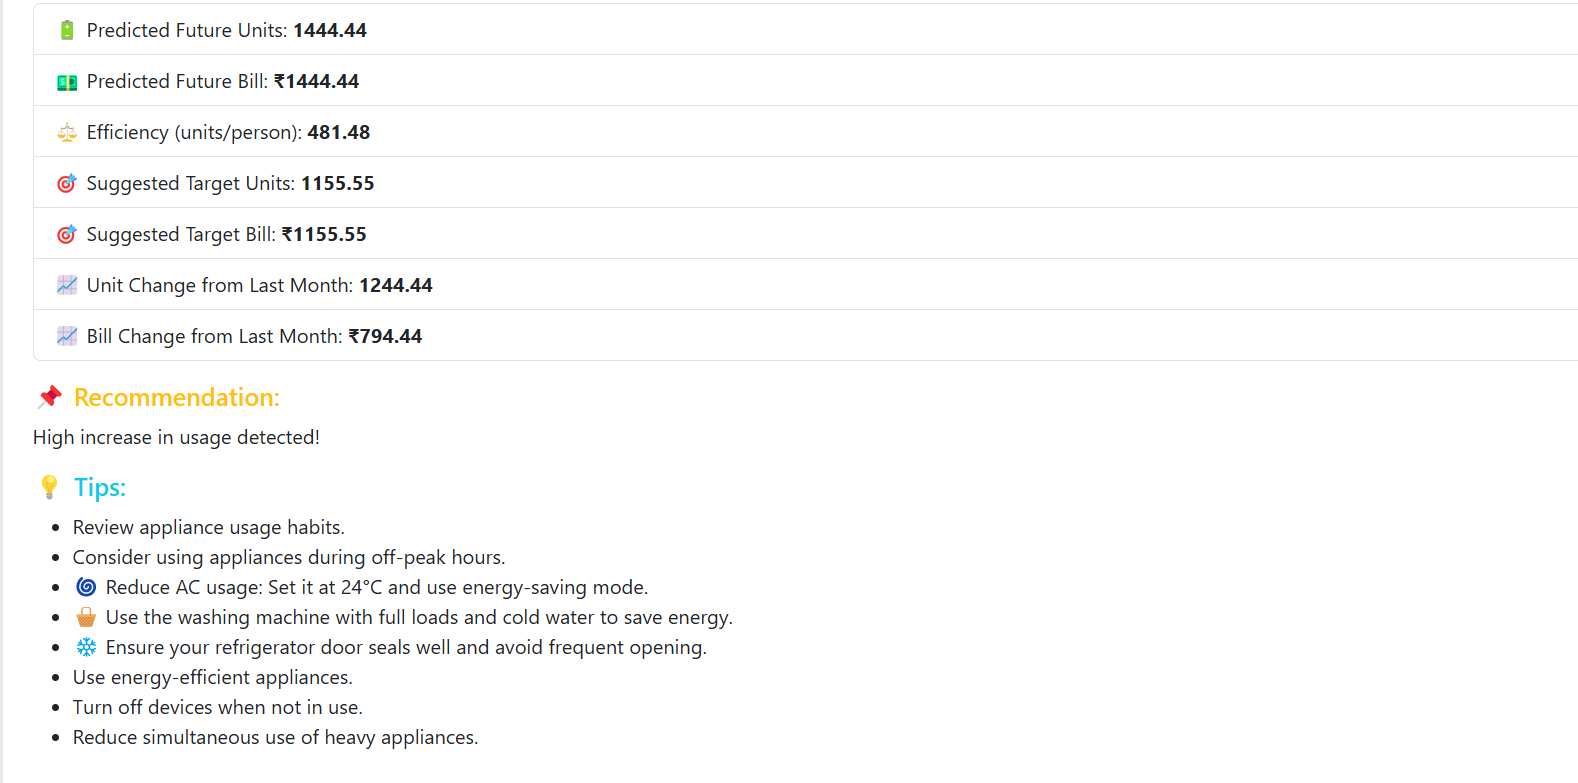 Predicted Future Units: 1444.44
Predicted Future Bill: ₹1444.44
Efficiency (units/person): 481.48
Suggested Target Units: 1155.55
Suggested Target Bill: ₹1155.55
Unit Change from Last Month: 1244.44
Bill Change from Last Month: ₹794.44
Recommendation:
High increase in usage detected!
Tips:
Review appliance usage habits.
Consider using appliances during off-peak hours.
Reduce AC usage: Set it at 24°C and use energy-saving mode.
Use the washing machine with full loads and cold water to save energy.
Ensure your refrigerator door seals well and avoid frequent opening.
Use energy-efficient appliances.
Turn off devices when not in use.
Reduce simultaneous use of heavy appliances.